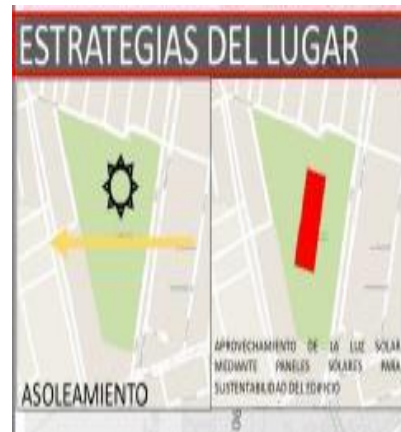 ESTRATEGIAS DEL LUGAR
ASOLEAMIENTO
APROVECHAMIENTO DE LA LUZ SOLAR
MEDIANTE PANELES SOLARES PARA
SUSTENTABILIDAD DEL EDIFICIO